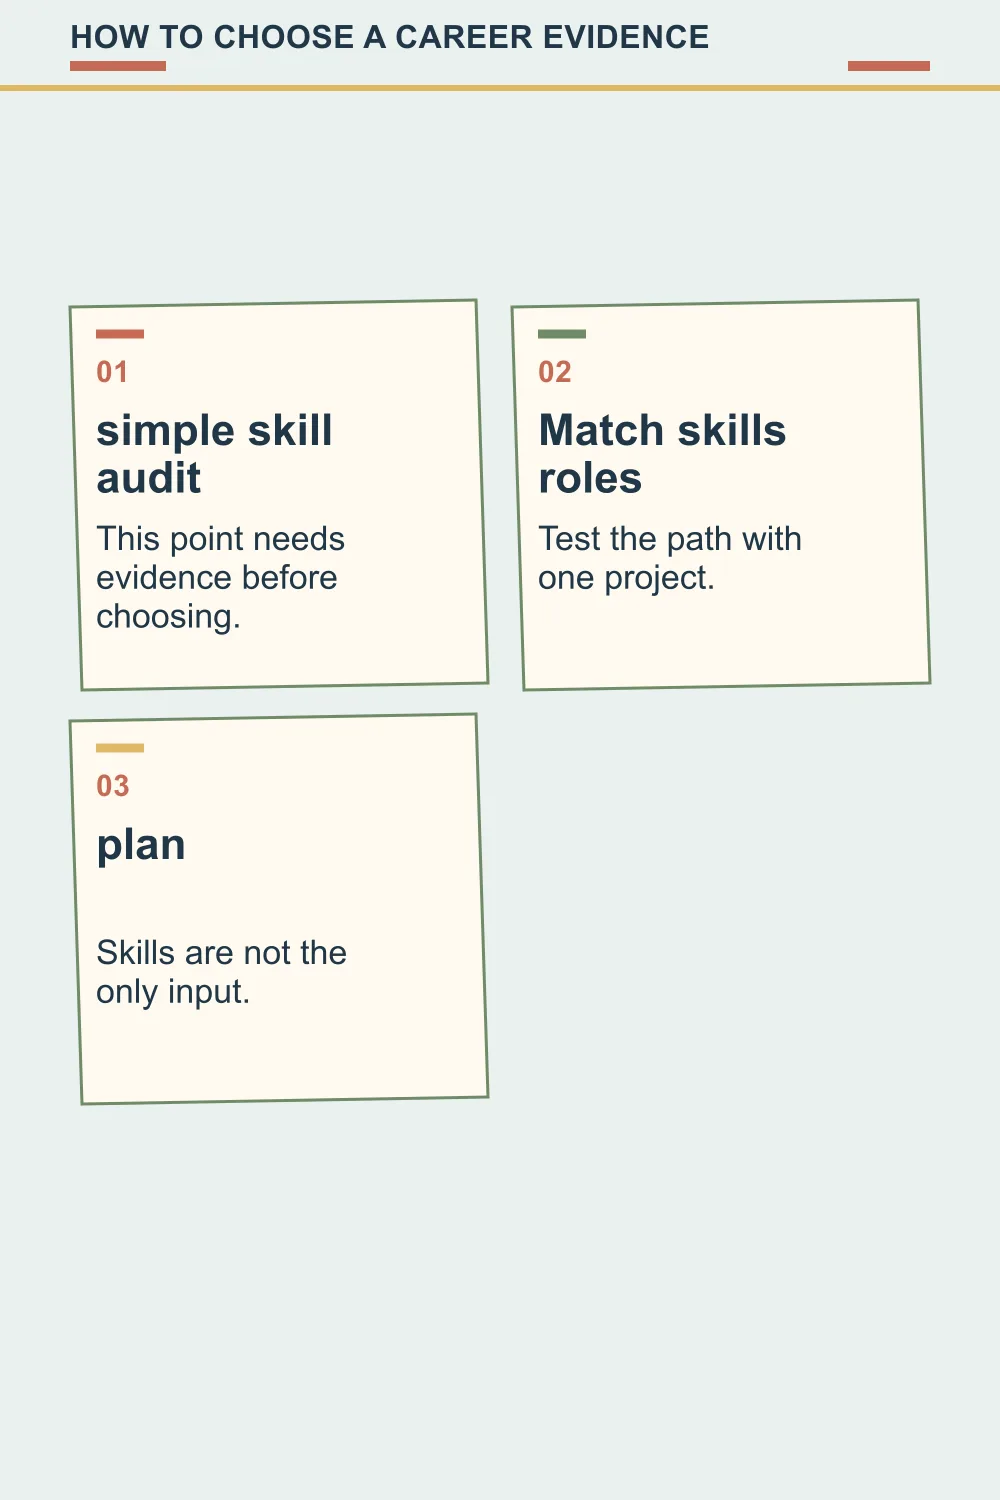 HOW TO CHOOSE A CAREER EVIDENCE
01
simple skill
audit
This point needs
evidence before
choosing.
02
Match skills
roles
Test the path with
one project.
03
plan
Skills are not the
only input.